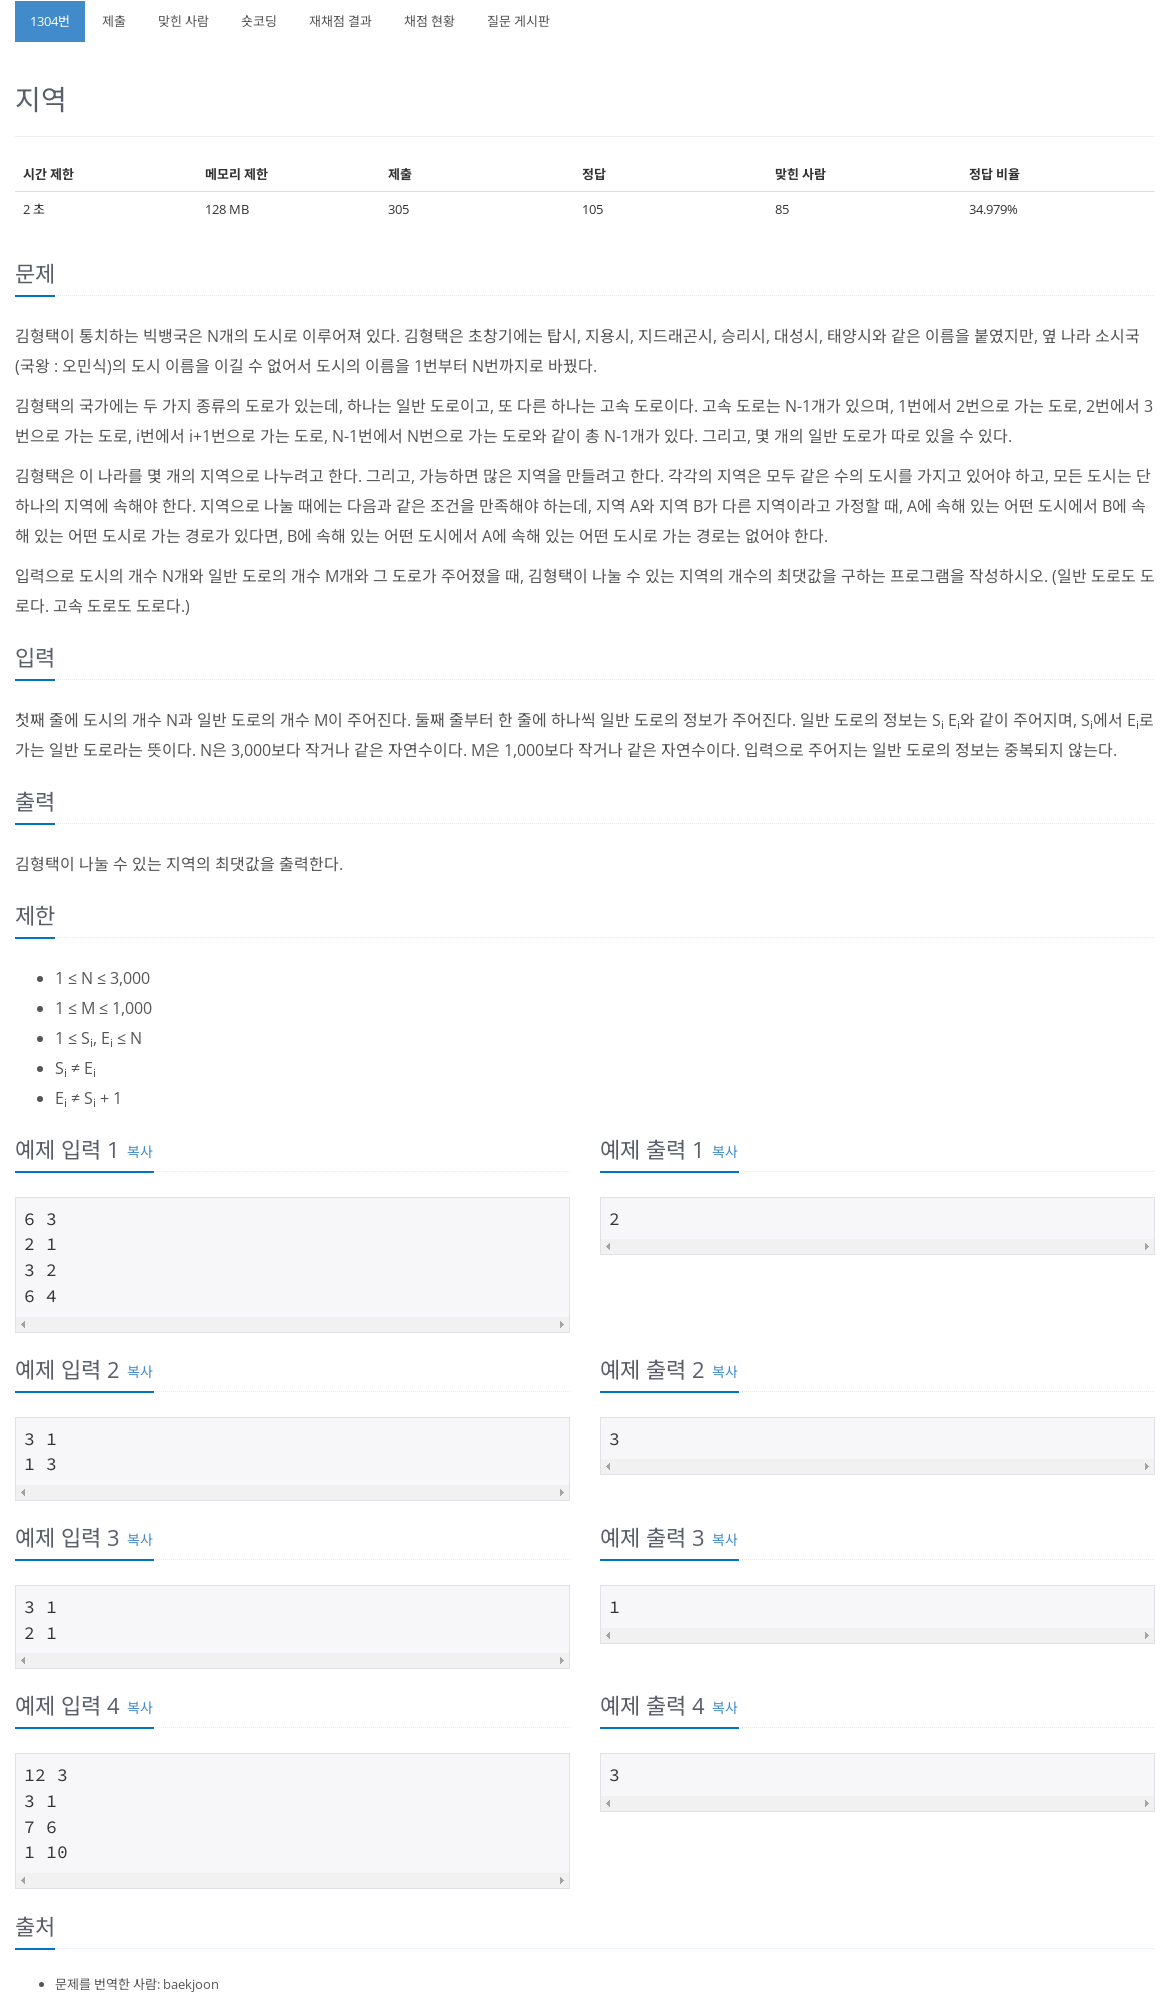 1304번 제출 맞힌 사람 숏코딩 재채점 결과 채점 현황 질문 게시판
지역
시간 제한 메모리 제한 제출 정답 맞힌 사람 정답 비율
2 초 128 MB 305 105 85 34.979%
문제
김형택이 통치하는 빅뱅국은 N개의 도시로 이루어져 있다. 김형택은 초창기에는 탑시, 지용시, 지드래곤시, 승리시, 대성시, 태양시와 같은 이름을 붙였지만, 옆 나라 소시국
(국왕 : 오민식)의 도시 이름을 이길 수 없어서 도시의 이름을 1번부터 N번까지로 바꿨다.
김형택의 국가에는 두 가지 종류의 도로가 있는데, 하나는 일반 도로이고, 또 다른 하나는 고속 도로이다. 고속 도로는 N-1개가 있으며, 1번에서 2번으로 가는 도로, 2번에서 3
번으로 가는 도로, i번에서 i+1번으로 가는 도로, N-1번에서 N번으로 가는 도로와 같이 총 N-1개가 있다. 그리고, 몇 개의 일반 도로가 따로 있을 수 있다.
김형택은 이 나라를 몇 개의 지역으로 나누려고 한다. 그리고, 가능하면 많은 지역을 만들려고 한다. 각각의 지역은 모두 같은 수의 도시를 가지고 있어야 하고, 모든 도시는 단
하나의 지역에 속해야 한다. 지역으로 나눌 때에는 다음과 같은 조건을 만족해야 하는데, 지역 A와 지역 B가 다른 지역이라고 가정할 때, A에 속해 있는 어떤 도시에서 B에 속
해 있는 어떤 도시로 가는 경로가 있다면, B에 속해 있는 어떤 도시에서 A에 속해 있는 어떤 도시로 가는 경로는 없어야 한다.
입력으로 도시의 개수 N개와 일반 도로의 개수 M개와 그 도로가 주어졌을 때, 김형택이 나눌 수 있는 지역의 개수의 최댓값을 구하는 프로그램을 작성하시오. (일반 도로도 도
로다. 고속 도로도 도로다.)
입력
첫째 줄에 도시의 개수 N과 일반 도로의 개수 M이 주어진다. 둘째 줄부터 한 줄에 하나씩 일반 도로의 정보가 주어진다. 일반 도로의 정보는 Si Ei와 같이 주어지며, Si에서 Ei로
가는 일반 도로라는 뜻이다. N은 3,000보다 작거나 같은 자연수이다. M은 1,000보다 작거나 같은 자연수이다. 입력으로 주어지는 일반 도로의 정보는 중복되지 않는다.
출력
김형택이 나눌 수 있는 지역의 최댓값을 출력한다.
제한
1 ≤ N ≤ 3,000
1 ≤ M ≤ 1,000
1 ≤ Si, Ei ≤ N
Si ≠ Ei
Ei ≠ Si + 1
예제 입력 1 복사
6 3
2 1
3 2
6 4
예제 출력 1 복사
2
예제 입력 2 복사
3 1
1 3
예제 출력 2 복사
3
예제 입력 3 복사
3 1
2 1
예제 출력 3 복사
1
예제 입력 4 복사
12 3
3 1
7 6
1 10
예제 출력 4 복사
3
출처
문제를 번역한 사람: baekjoon